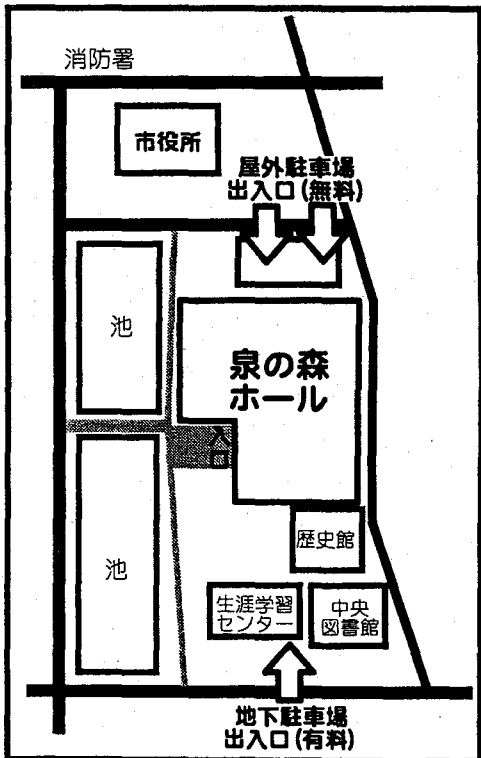 消防署
市役所
屋外駐車場
出入口(無料)
池
泉の森
ホール
入口
池
歴史館
生涯学習
センター
中央
図書館
地下駐車場
出入口(有料)